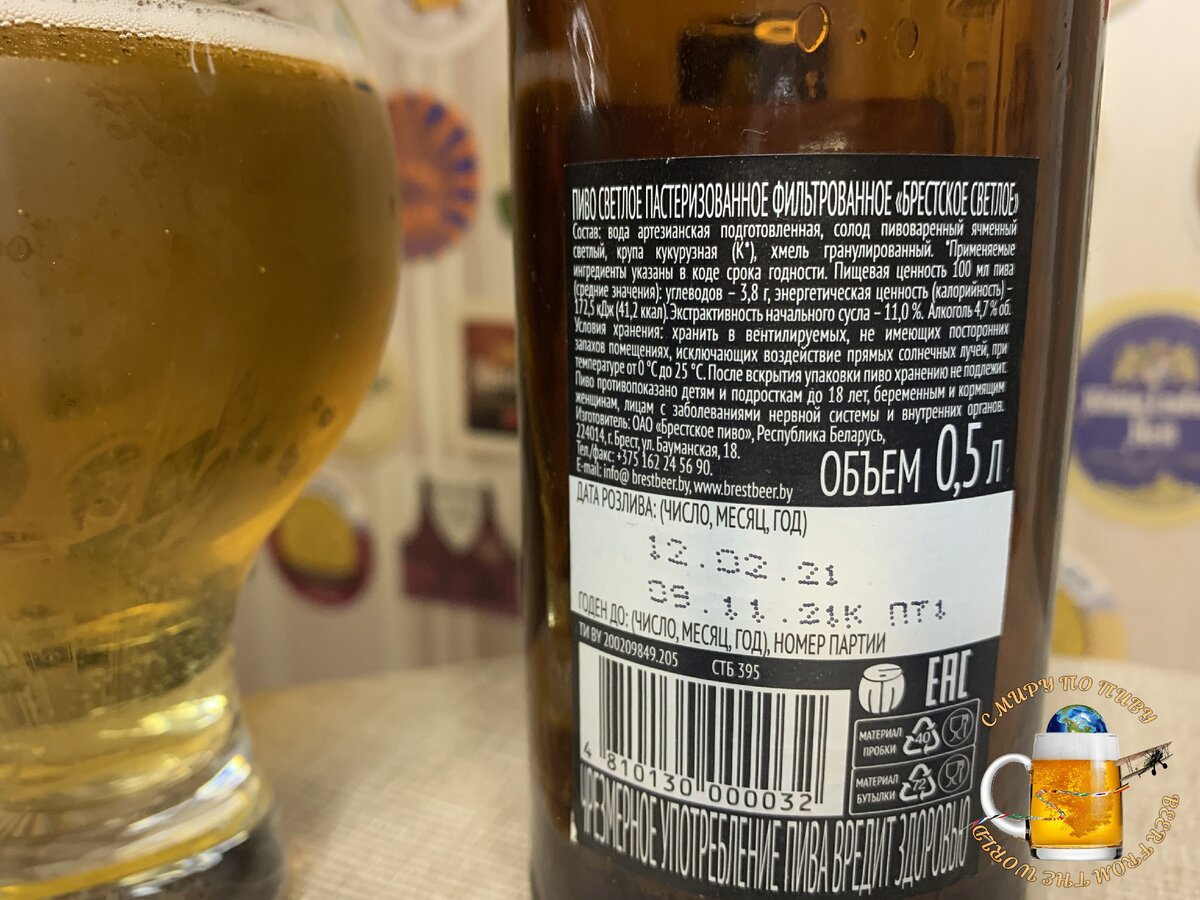 ПИВО СВЕТЛОЕ ПАСТЕРИЗОВАННОЕ ФИЛЬТРОВАННОЕ «БРЕСТСКОЕ СВЕТЛОЕ»
Состав: вода артезианская подготовленная, солод пивоваренный ячменный
светлый, крупа кукурузная (К*), хмель гранулированный. *Применяемые
ингредиенты указаны в коде срока годности. Пищевая ценность 100 мл пива
(средние значения): углеводов – 3,8 г, энергетическая ценность (калорийность) –
172,5 кДж (41,2 ккал). Экстрактивность начального сусла – 11,0 %. Алкоголь 4,7 % об.
Условия хранения: хранить в вентилируемых, не имеющих посторонних
запахов помещениях, исключающих воздействие прямых солнечных лучей, при
температуре от 0 °С до 25 °С. После вскрытия упаковки пиво хранению не подлежит.
Пиво противопоказано детям и подросткам до 18 лет, беременным и кормящим
женщинам, лицам с заболеваниями нервной системы и внутренних органов.
Изготовитель: ОАО «Брестское пиво», Республика Беларусь,
224014, г. Брест, ул. Бауманская, 18.
Тел./факс: +375 162 24 56 90.
E-mail: info@ brestbeer.by, www.brestbeer.by
ОБЪЕМ 0,5 л
ДАТА РОЗЛИВА: (ЧИСЛО, МЕСЯЦ, ГОД)
12.02.21
09.11.21К ПТ1
ГОДЕН ДО: (ЧИСЛО, МЕСЯЦ, ГОД), НОМЕР ПАРТИИ
ТИ BY 200209849.205 СТБ 395
4 810130 000032
EAC
МАТЕРИАЛ
ПРОБКИ
40
МАТЕРИАЛ
БУТЫЛКИ
72
ЧРЕЗМЕРНОЕ УПОТРЕБЛЕНИЕ ПИВА ВРЕДИТ ЗДОРОВЬЮ
С МИРУ ПО ПИВУ
BEER FROM THE WORLD